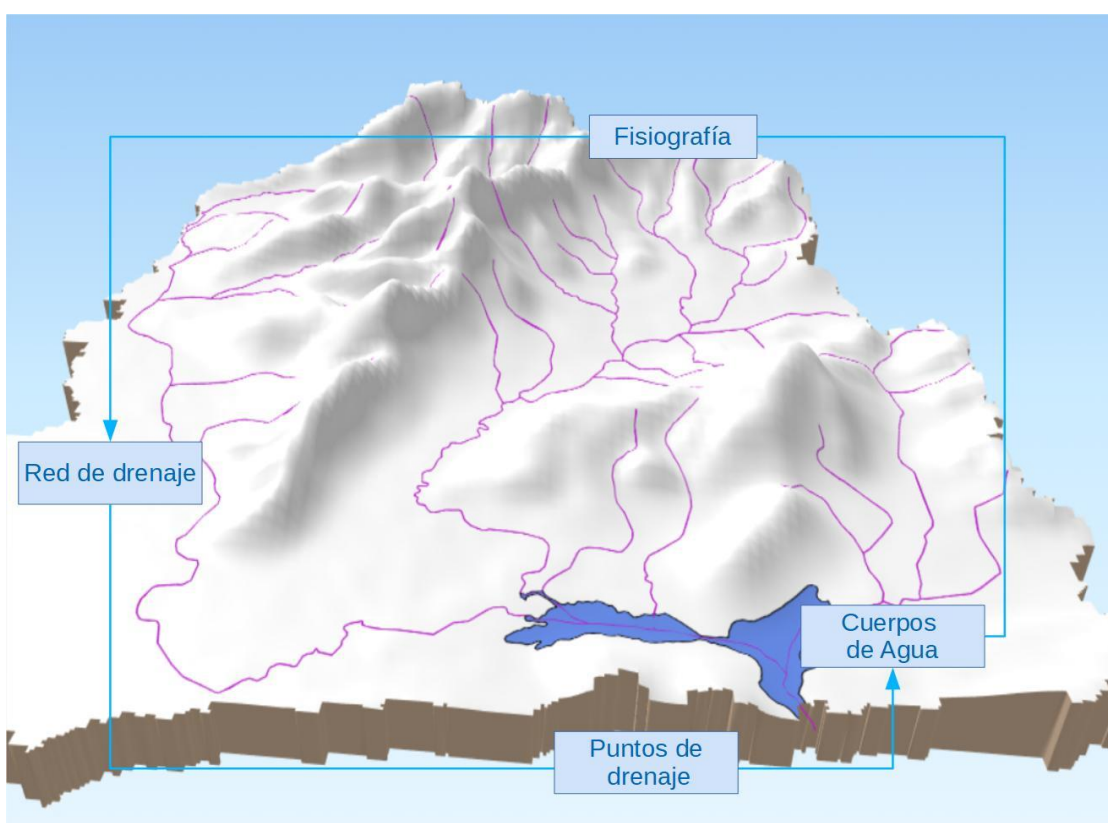 Fisiografía
Red de drenaje
Cuerpos
de Agua
Puntos de
drenaje